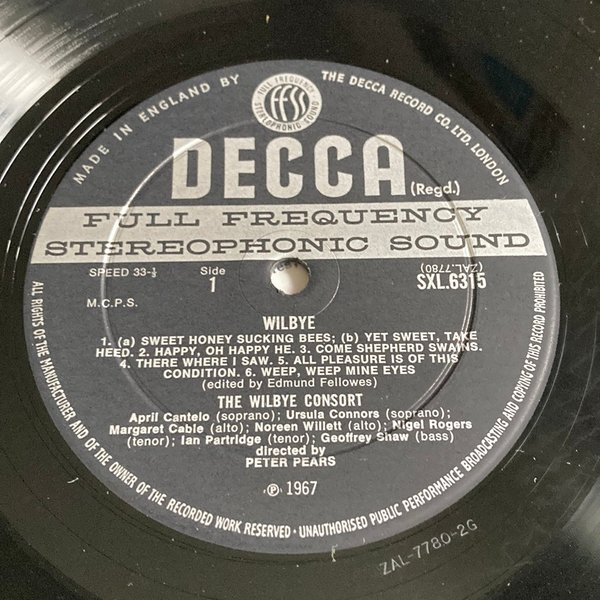 MADE IN ENGLAND BY
FULL FREQUENCY
FFSS
STEREOPHONIC SOUND
THE DECCA RECORD CO. LTD. LONDON
DECCA (Regd.)
FULL FREQUENCY
STEREOPHONIC SOUND
SPEED 33-⅓
Side
1
(ZAL.7780)
SXL.6315
M.C.P.S.
WILBYE
1. (a) SWEET HONEY SUCKING BEES; (b) YET SWEET, TAKE
HEED. 2. HAPPY, OH HAPPY HE. 3. COME SHEPHERD SWAINS.
4. THERE WHERE I SAW. 5. ALL PLEASURE IS OF THIS
CONDITION. 6. WEEP, WEEP MINE EYES
(edited by Edmund Fellowes)
THE WILBYE CONSORT
April Cantelo (soprano); Ursula Connors (soprano);
Margaret Cable (alto); Noreen Willett (alto); Nigel Rogers
(tenor); Ian Partridge (tenor); Geoffrey Shaw (bass)
directed by
PETER PEARS
℗ 1967
ALL RIGHTS OF THE MANUFACTURER AND OF THE OWNER OF THE RECORDED WORK RESERVED · UNAUTHORISED PUBLIC PERFORMANCE BROADCASTING AND COPYING OF THIS RECORD PROHIBITED
ZAL-7780-2G